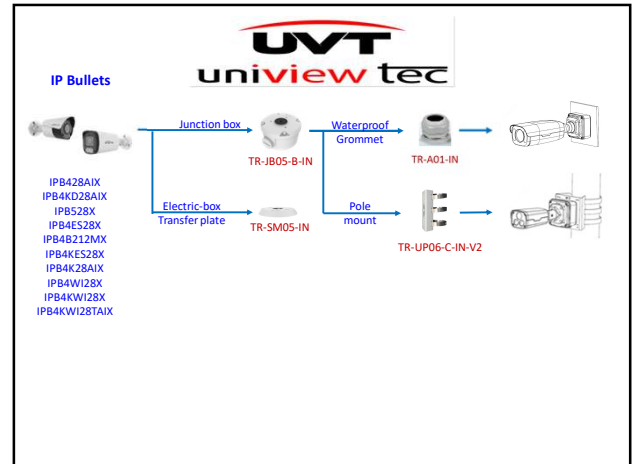 UVT
uniview tec
IP Bullets
Junction box
Waterproof
Grommet
TR-JB05-B-IN
TR-A01-IN
Electric-box
Transfer plate
TR-SM05-IN
Pole
mount
TR-UP06-C-IN-V2
IPB428AIX
IPB4KD28AIX
IPB528X
IPB4ES28X
IPB4B212MX
IPB4KES28X
IPB4K28AIX
IPB4WI28X
IPB4KWI28X
IPB4KWI28TAIX